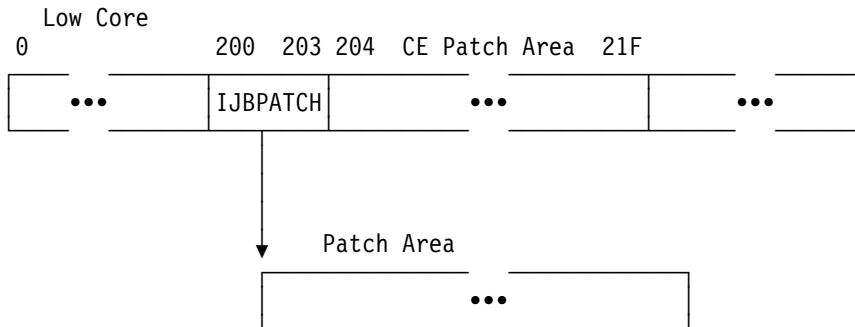 Low Core
0 200 203 204 CE Patch Area 21F
••• IJBPATCH ••• •••
Patch Area
•••